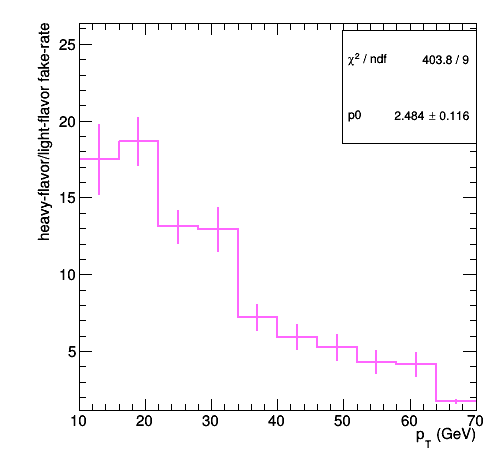 heavy-flavor/light-flavor fake-rate
χ² / ndf 403.8 / 9
p0 2.484 ± 0.116
25
20
15
10
5
10 20 30 40 50 60 70
p_T (GeV)